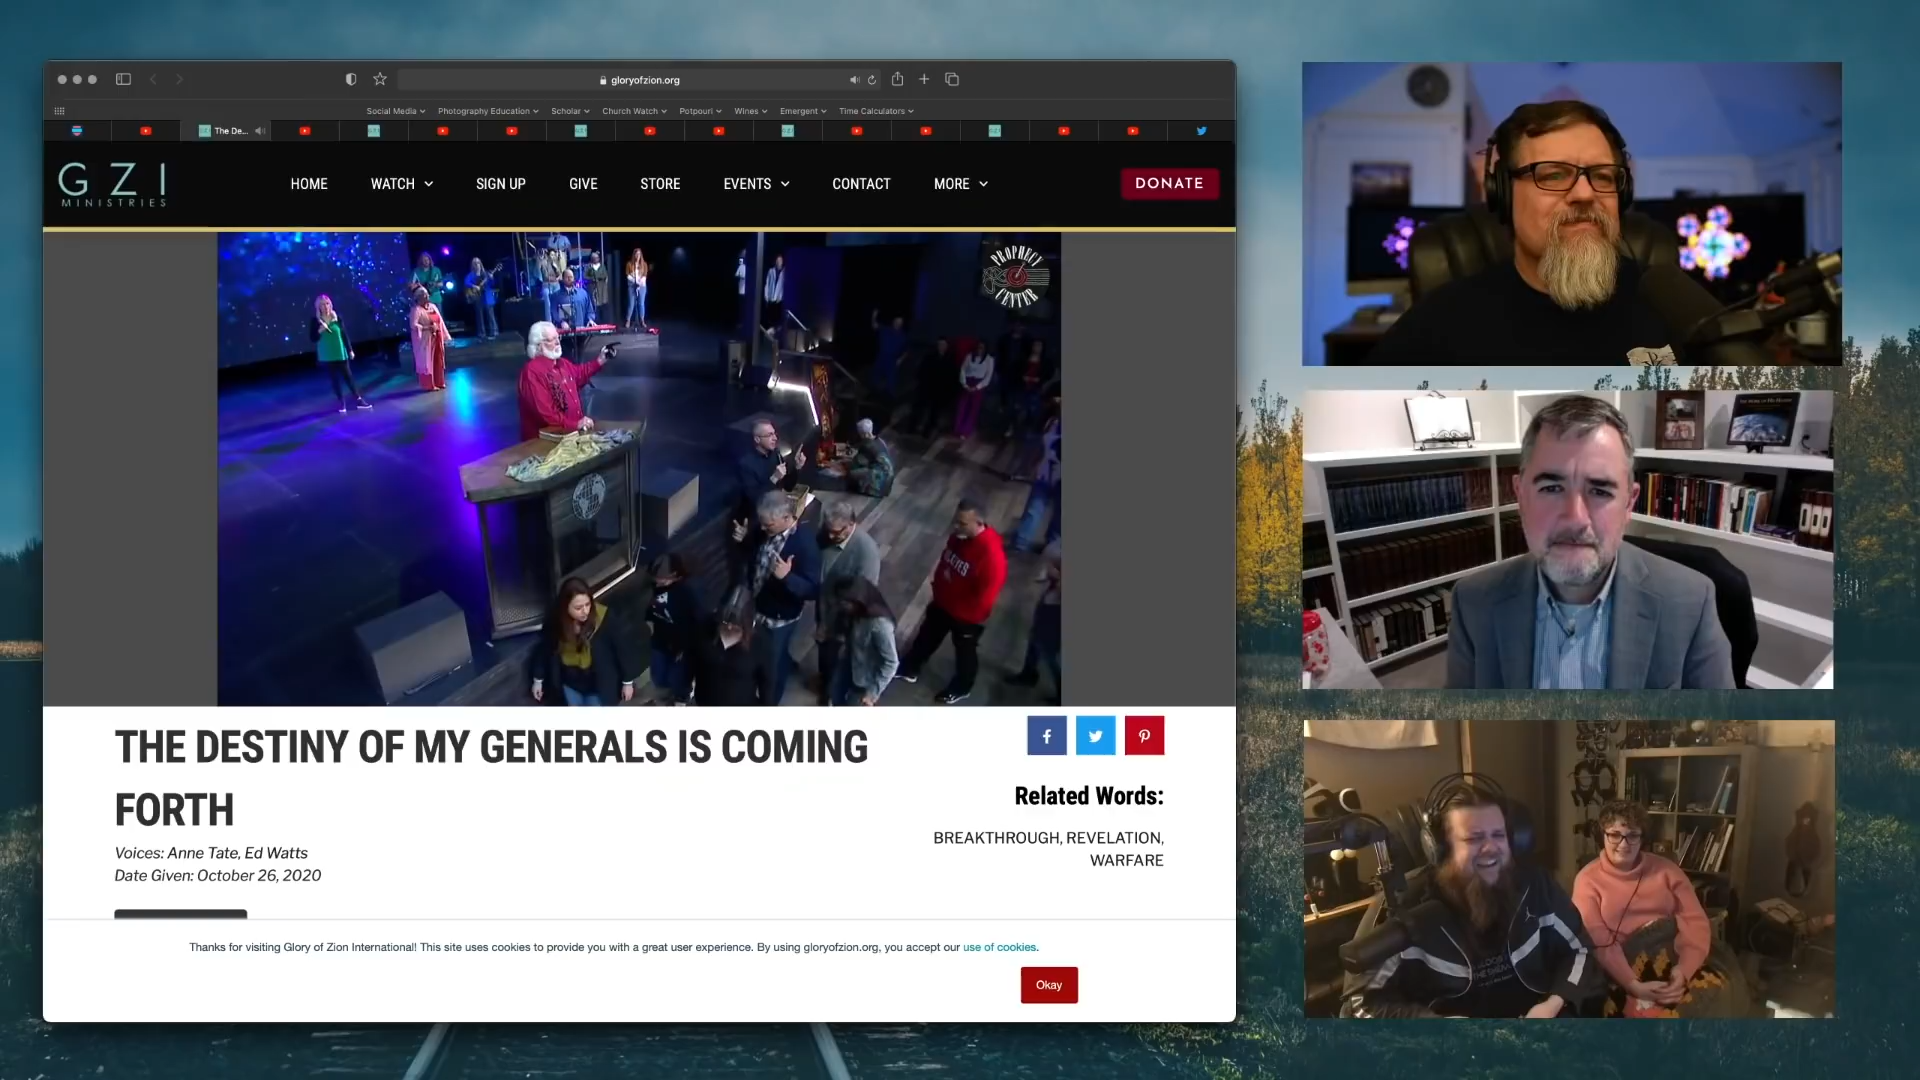 gloryofzion.org
Social Media Photography Education Scholar Church Watch Potpourri Wines Emergent Time Calculators
The De...
GZI
MINISTRIES
HOME WATCH SIGN UP GIVE STORE EVENTS CONTACT MORE DONATE
PROPHECY
CENTER
THE DESTINY OF MY GENERALS IS COMING
FORTH
Voices: Anne Tate, Ed Watts
Date Given: October 26, 2020
Related Words:
BREAKTHROUGH, REVELATION,
WARFARE
Thanks for visiting Glory of Zion International! This site uses cookies to provide you with a great user experience. By using gloryofzion.org, you accept our use of cookies.
Okay